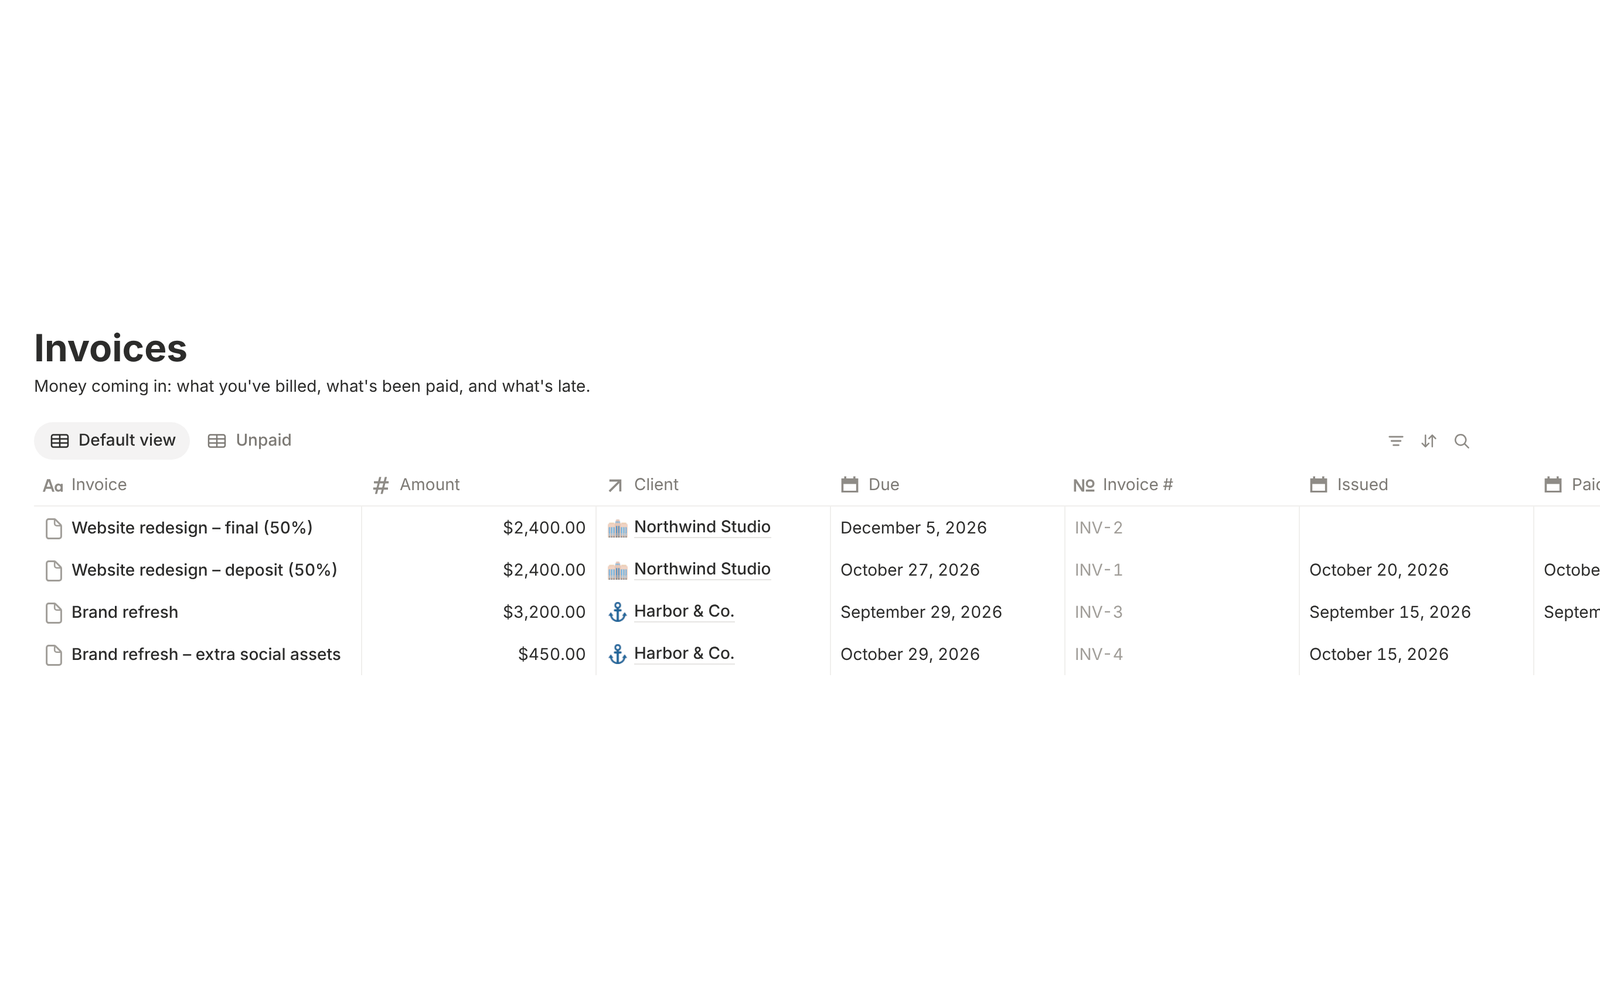 Invoices
Money coming in: what you've billed, what's been paid, and what's late.
Default view Unpaid
Aa Invoice # Amount Client Due № Invoice # Issued
Website redesign – final (50%) $2,400.00 Northwind Studio December 5, 2026 INV-2
Website redesign – deposit (50%) $2,400.00 Northwind Studio October 27, 2026 INV-1 October 20, 2026
Brand refresh $3,200.00 Harbor & Co. September 29, 2026 INV-3 September 15, 2026
Brand refresh – extra social assets $450.00 Harbor & Co. October 29, 2026 INV-4 October 15, 2026